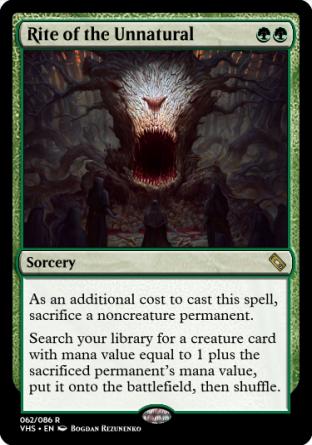 Rite of the Unnatural
Sorcery
As an additional cost to cast this spell,
sacrifice a noncreature permanent.
Search your library for a creature card
with mana value equal to 1 plus the
sacrificed permanent's mana value,
put it onto the battlefield, then shuffle.
062/086 R
VHS • EN Bogdan Rezunenko